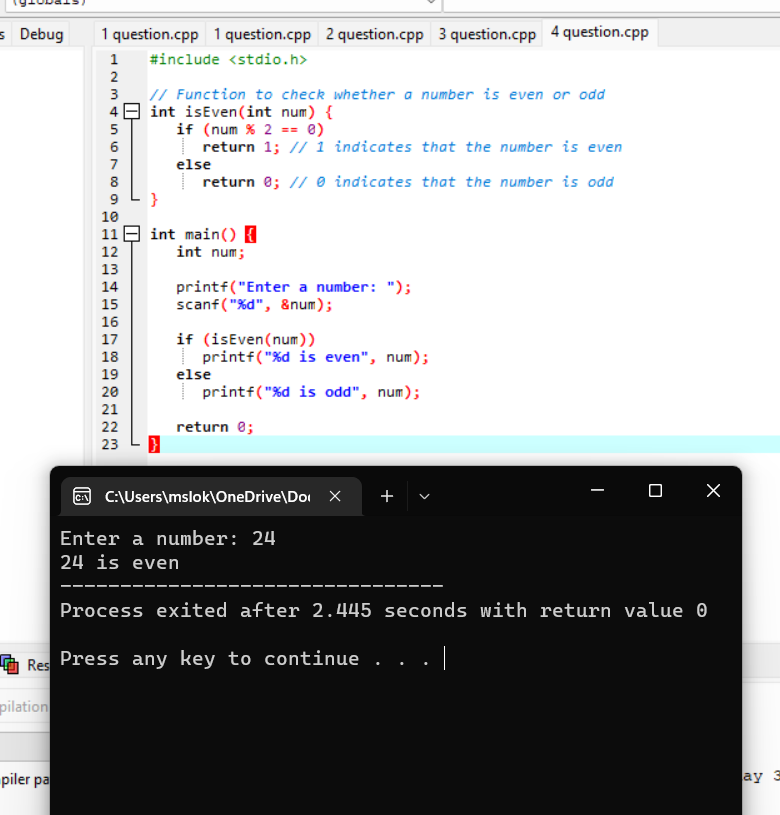 (globals)
s Debug 1 question.cpp 1 question.cpp 2 question.cpp 3 question.cpp 4 question.cpp
1 #include <stdio.h>
2
3 // Function to check whether a number is even or odd
4 int isEven(int num) {
5 if (num % 2 == 0)
6 return 1; // 1 indicates that the number is even
7 else
8 return 0; // 0 indicates that the number is odd
9 }
10
11 int main() {
12 int num;
13
14 printf("Enter a number: ");
15 scanf("%d", &num);
16
17 if (isEven(num))
18 printf("%d is even", num);
19 else
20 printf("%d is odd", num);
21
22 return 0;
23 }
C:\Users\mslok\OneDrive\Do
Enter a number: 24
24 is even
--------------------------------
Process exited after 2.445 seconds with return value 0
Press any key to continue . . .
Res
pilation
piler pa
ay 3